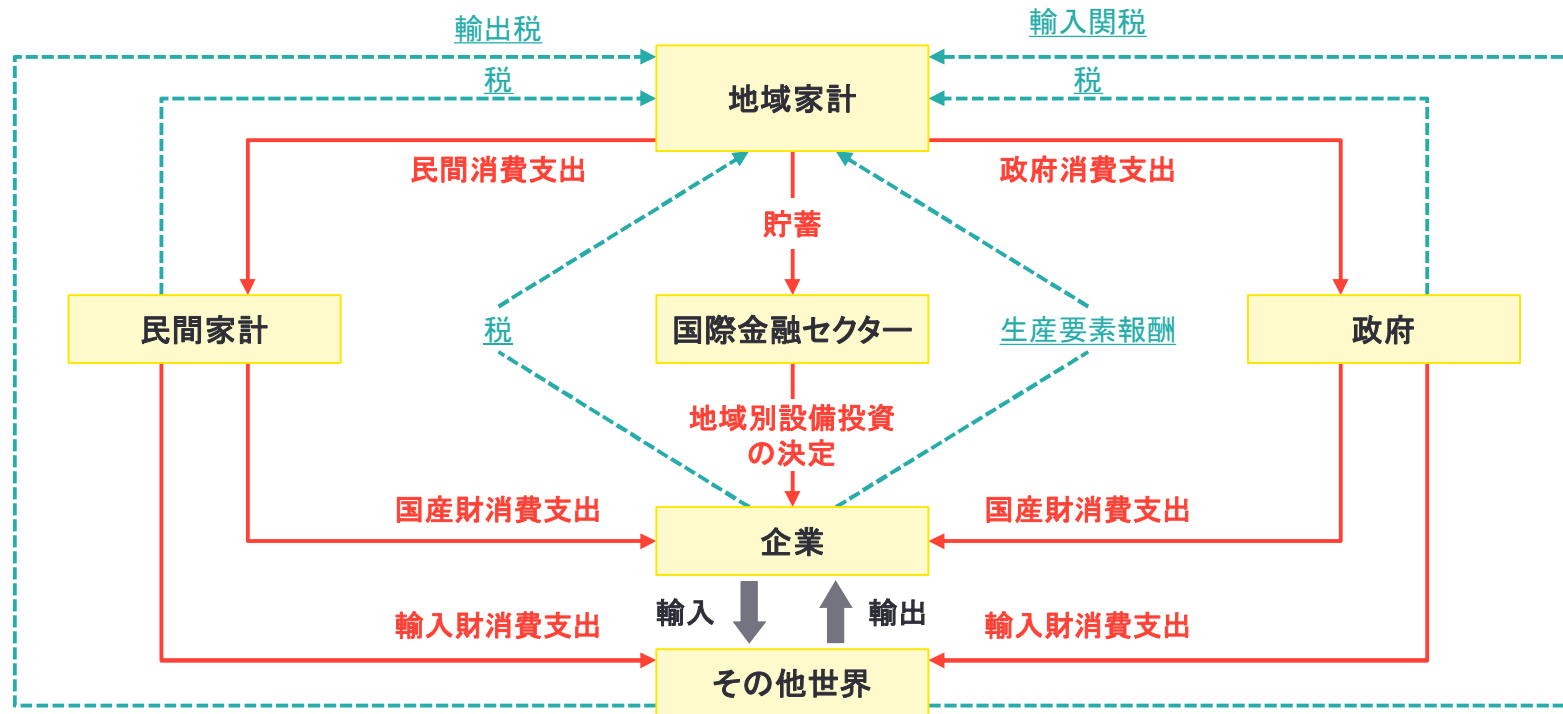 輸出税
輸入関税
税
税
地域家計
民間消費支出
政府消費支出
貯蓄
民間家計
税
国際金融セクター
生産要素報酬
政府
地域別設備投資
の決定
国産財消費支出
国産財消費支出
企業
輸入
輸出
輸入財消費支出
輸入財消費支出
その他世界